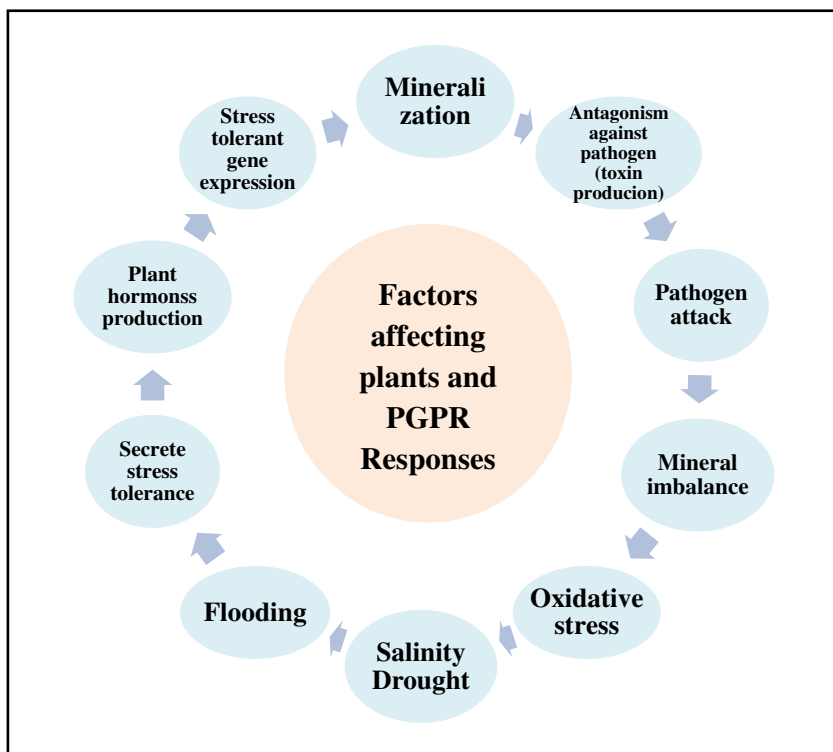 Minerali
zation
Antagonism
against
pathogen
(toxin
producion)
Pathogen
attack
Mineral
imbalance
Oxidative
stress
Salinity
Drought
Flooding
Secrete
stress
tolerance
Plant
hormonss
production
Stress
tolerant
gene
expression
Factors
affecting
plants and
PGPR
Responses